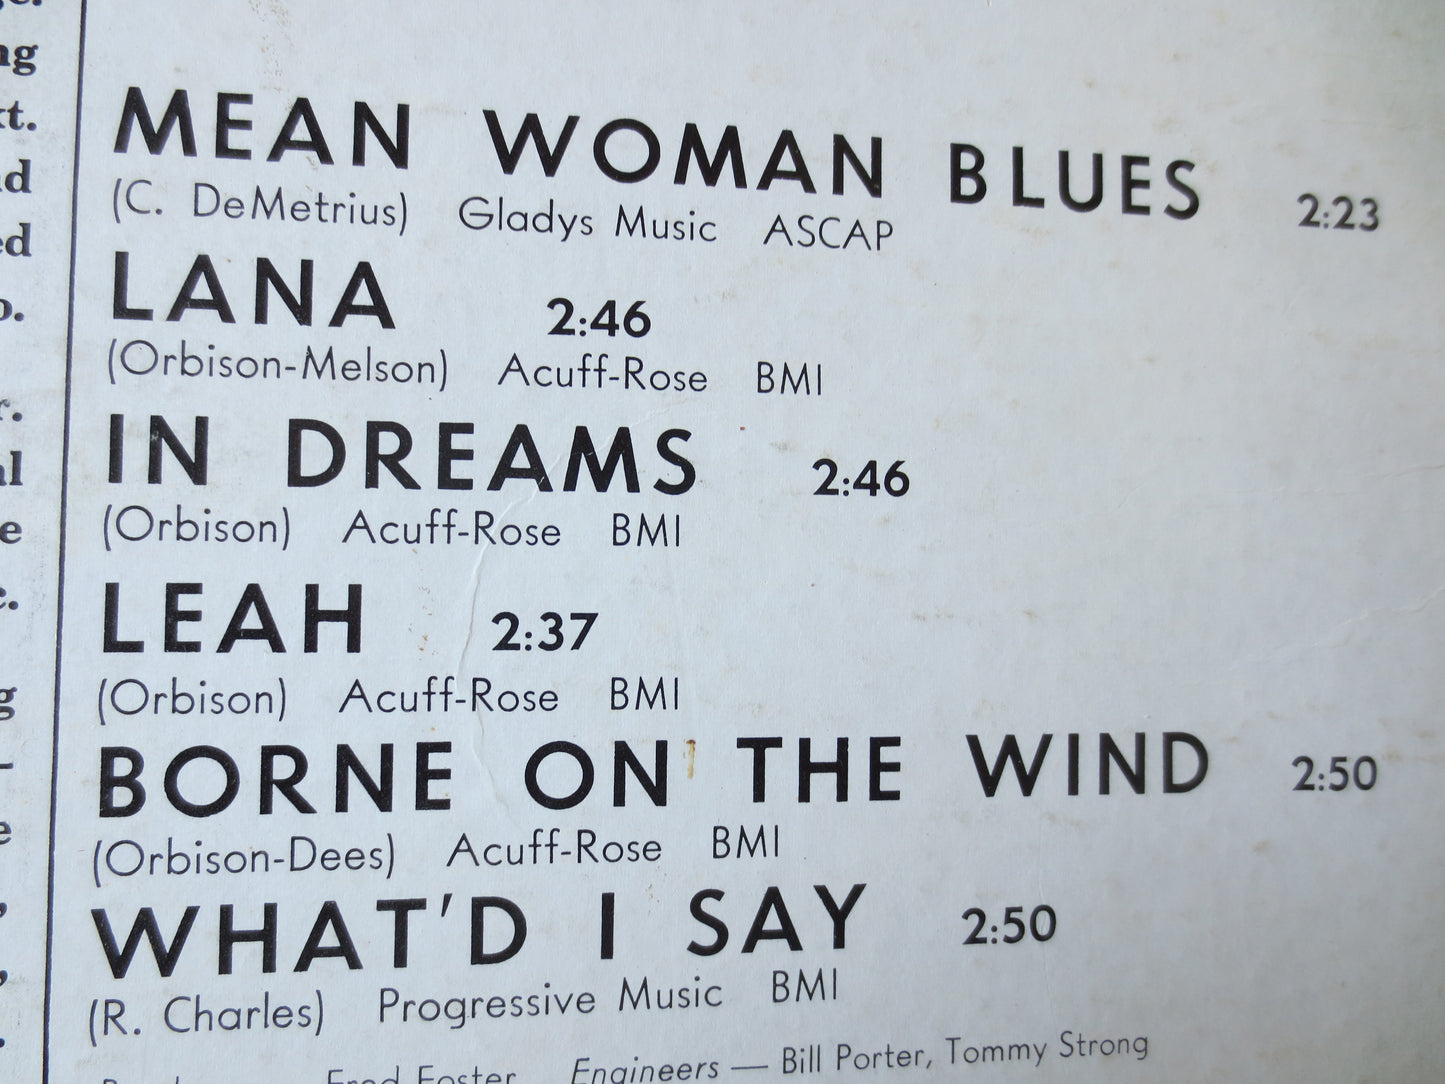 MEAN WOMAN BLUES 2:23
(C. DeMetrius) Gladys Music ASCAP
LANA 2:46
(Orbison-Melson) Acuff-Rose BMI
IN DREAMS 2:46
(Orbison) Acuff-Rose BMI
LEAH 2:37
(Orbison) Acuff-Rose BMI
BORNE ON THE WIND 2:50
(Orbison-Dees) Acuff-Rose BMI
WHAT'D I SAY 2:50
(R. Charles) Progressive Music BMI
Fred Foster Engineers — Bill Porter, Tommy Strong